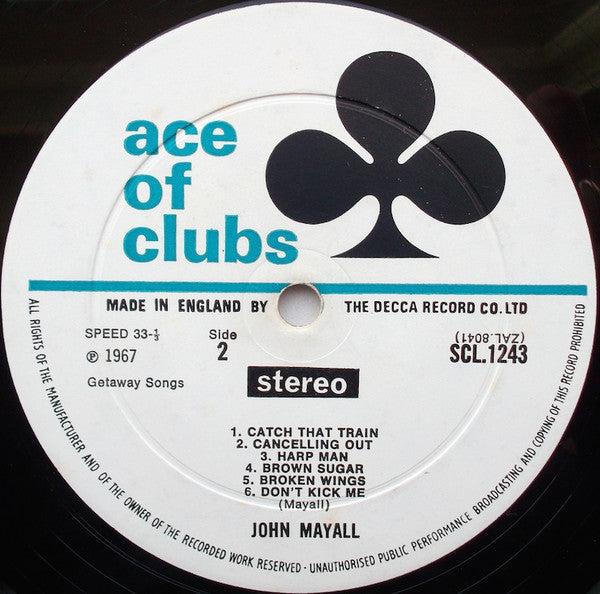 ace
of
clubs
MADE IN ENGLAND BY THE DECCA RECORD CO. LTD
SPEED 33-⅓ Side (ZAL.8041)
℗ 1967 2 SCL.1243
Getaway Songs stereo
1. CATCH THAT TRAIN
2. CANCELLING OUT
3. HARP MAN
4. BROWN SUGAR
5. BROKEN WINGS
6. DON'T KICK ME
(Mayall)
JOHN MAYALL
ALL RIGHTS OF THE MANUFACTURER AND OF THE OWNER OF THE RECORDED WORK RESERVED · UNAUTHORISED PUBLIC PERFORMANCE BROADCASTING AND COPYING OF THIS RECORD PROHIBITED